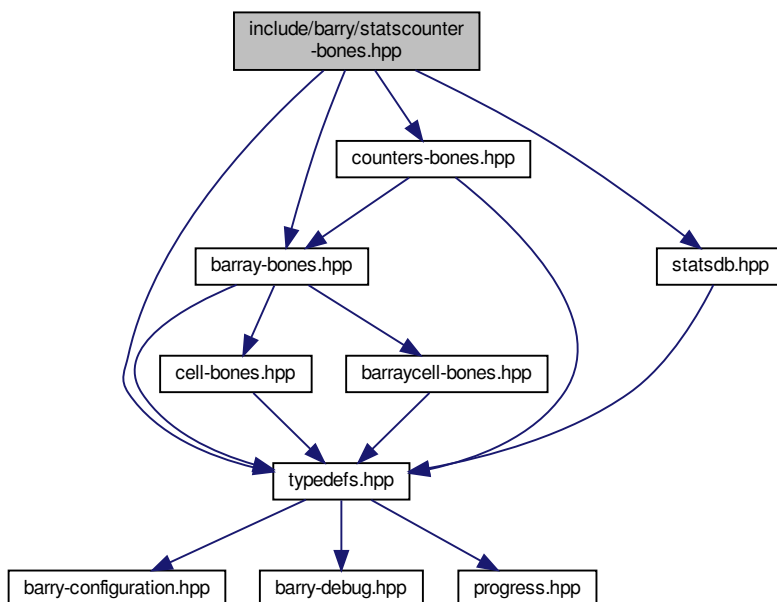 include/barry/statscounter
-bones.hpp
counters-bones.hpp
barray-bones.hpp
statsdb.hpp
cell-bones.hpp
barraycell-bones.hpp
typedefs.hpp
barry-configuration.hpp
barry-debug.hpp
progress.hpp